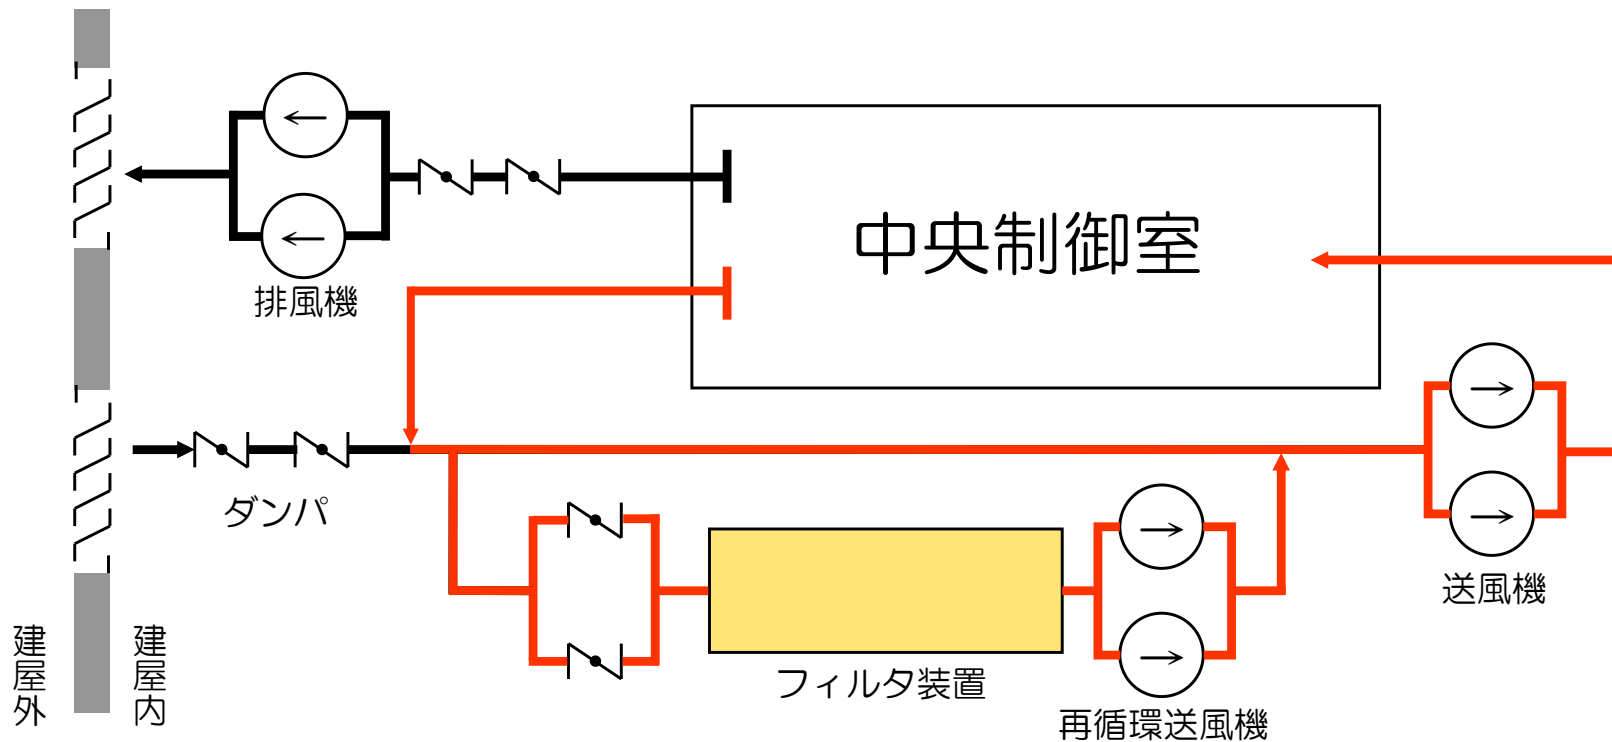 中央制御室
排風機
ダンパ
送風機
フィルタ装置
再循環送風機
建屋外
建屋内